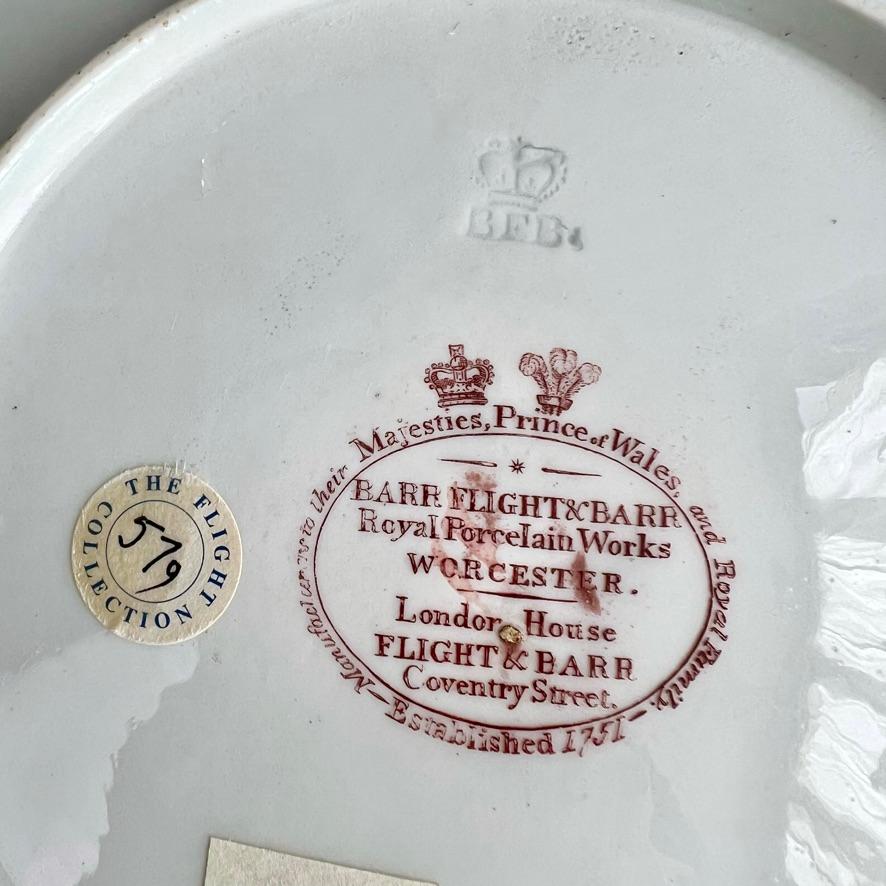 B.F.B.
Manufacturers to their Majesties, Prince of Wales, and Royal Family.
BARR FLIGHT & BARR
Royal Porcelain Works
WORCESTER.
London House
FLIGHT & BARR
Coventry Street.
Established 1751
THE FLIGHT COLLECTION
579